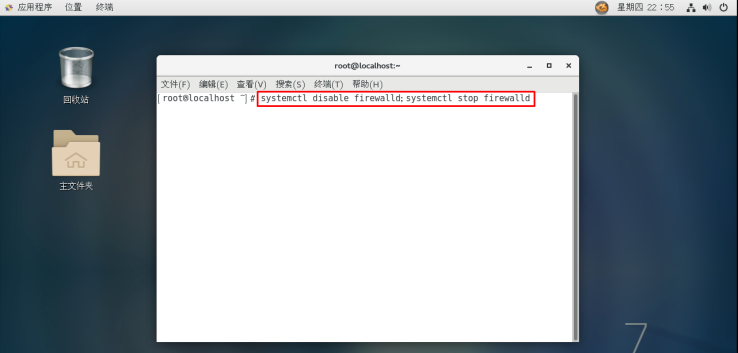 应用程序 位置 终端 星期四 22:55
回收站
主文件夹
root@localhost:~
文件(F) 编辑(E) 查看(V) 搜索(S) 终端(T) 帮助(H)
[root@localhost ~]# systemctl disable firewalld;systemctl stop firewalld
7